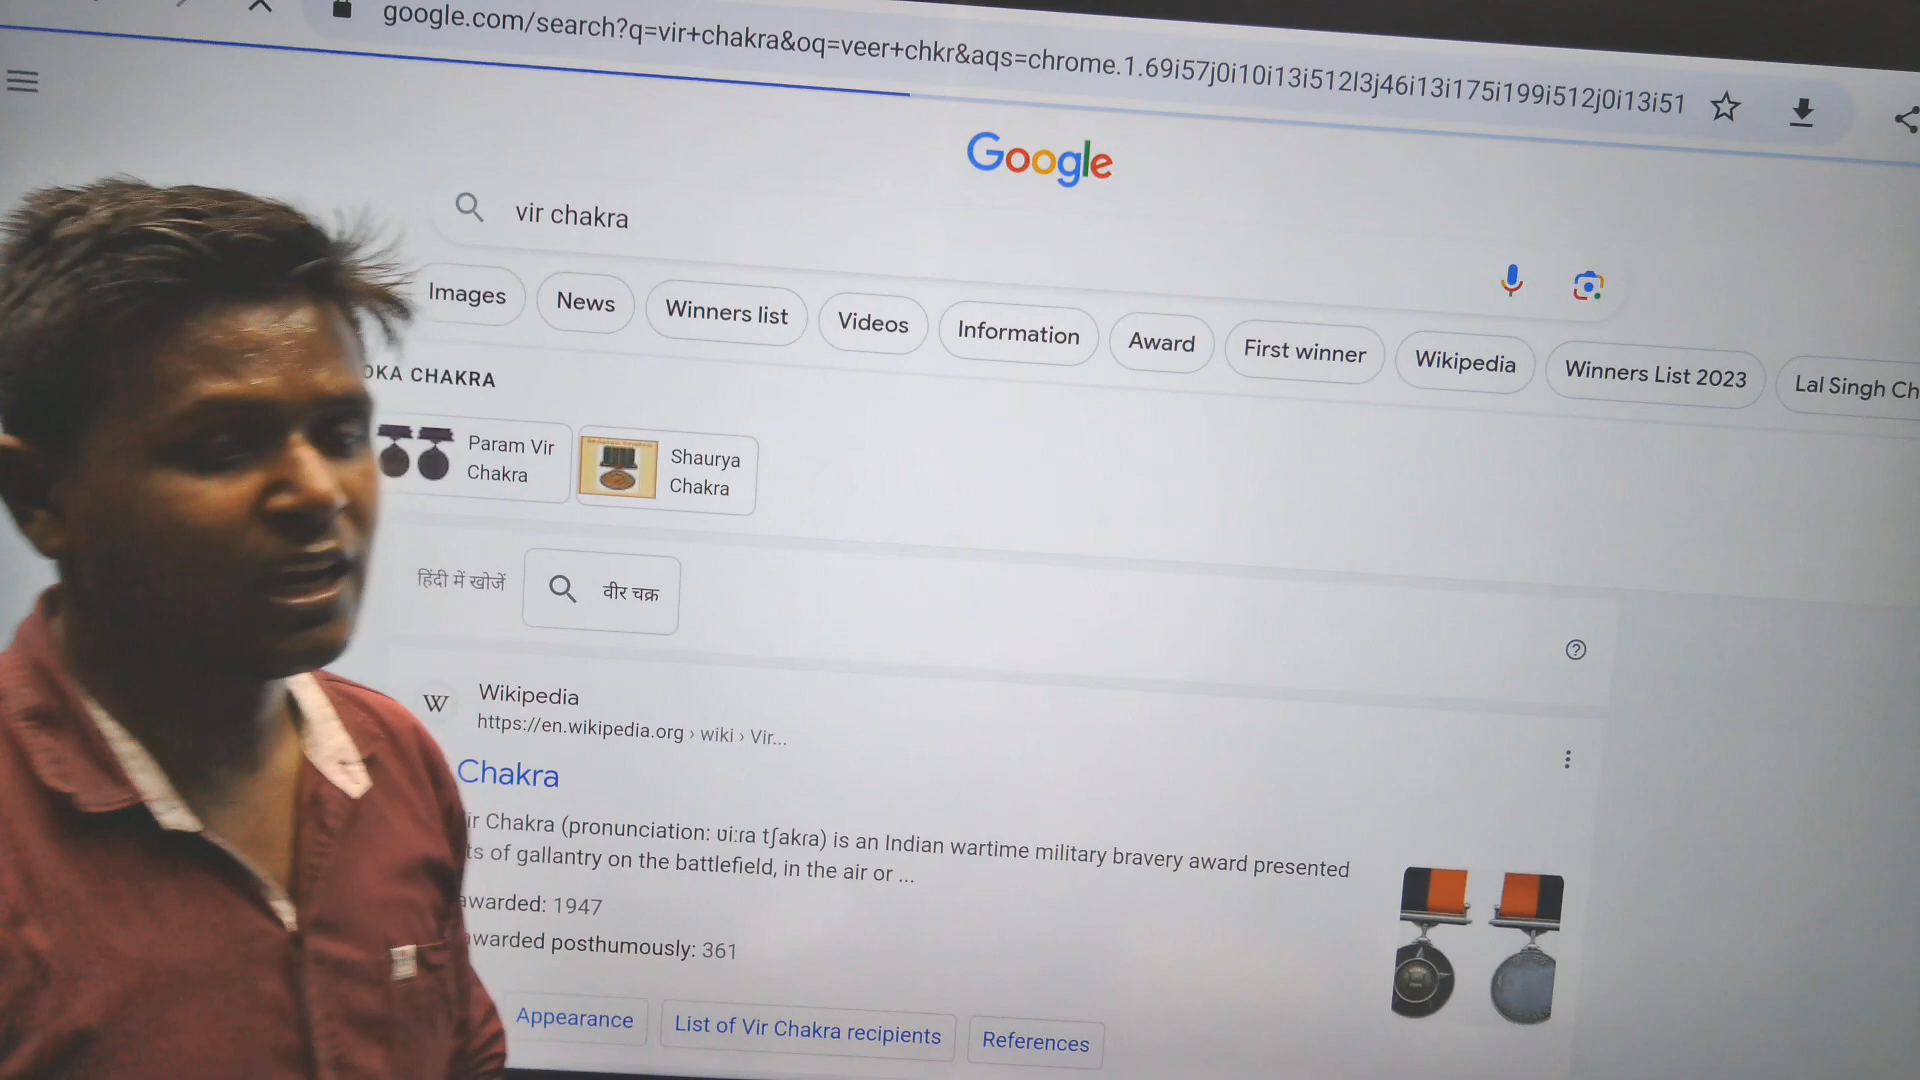 google.com/search?q=vir+chakra&oq=veer+chkr&aqs=chrome.1.69i57j0i10i13i512l3j46i13i175i199i512j0i13i51
Google
vir chakra
Images
News
Winners list
Videos
Information
Award
First winner
Wikipedia
Winners List 2023
Lal Singh Ch
OKA CHAKRA
Param Vir
Chakra
Shaurya
Chakra
हिंदी में खोजें
वीर चक्र
W
Wikipedia
https://en.wikipedia.org › wiki › Vir...
Chakra
ir Chakra (pronunciation: ʋiːɾa tʃakɾa) is an Indian wartime military bravery award presented
ts of gallantry on the battlefield, in the air or ...
awarded: 1947
awarded posthumously: 361
Appearance
List of Vir Chakra recipients
References